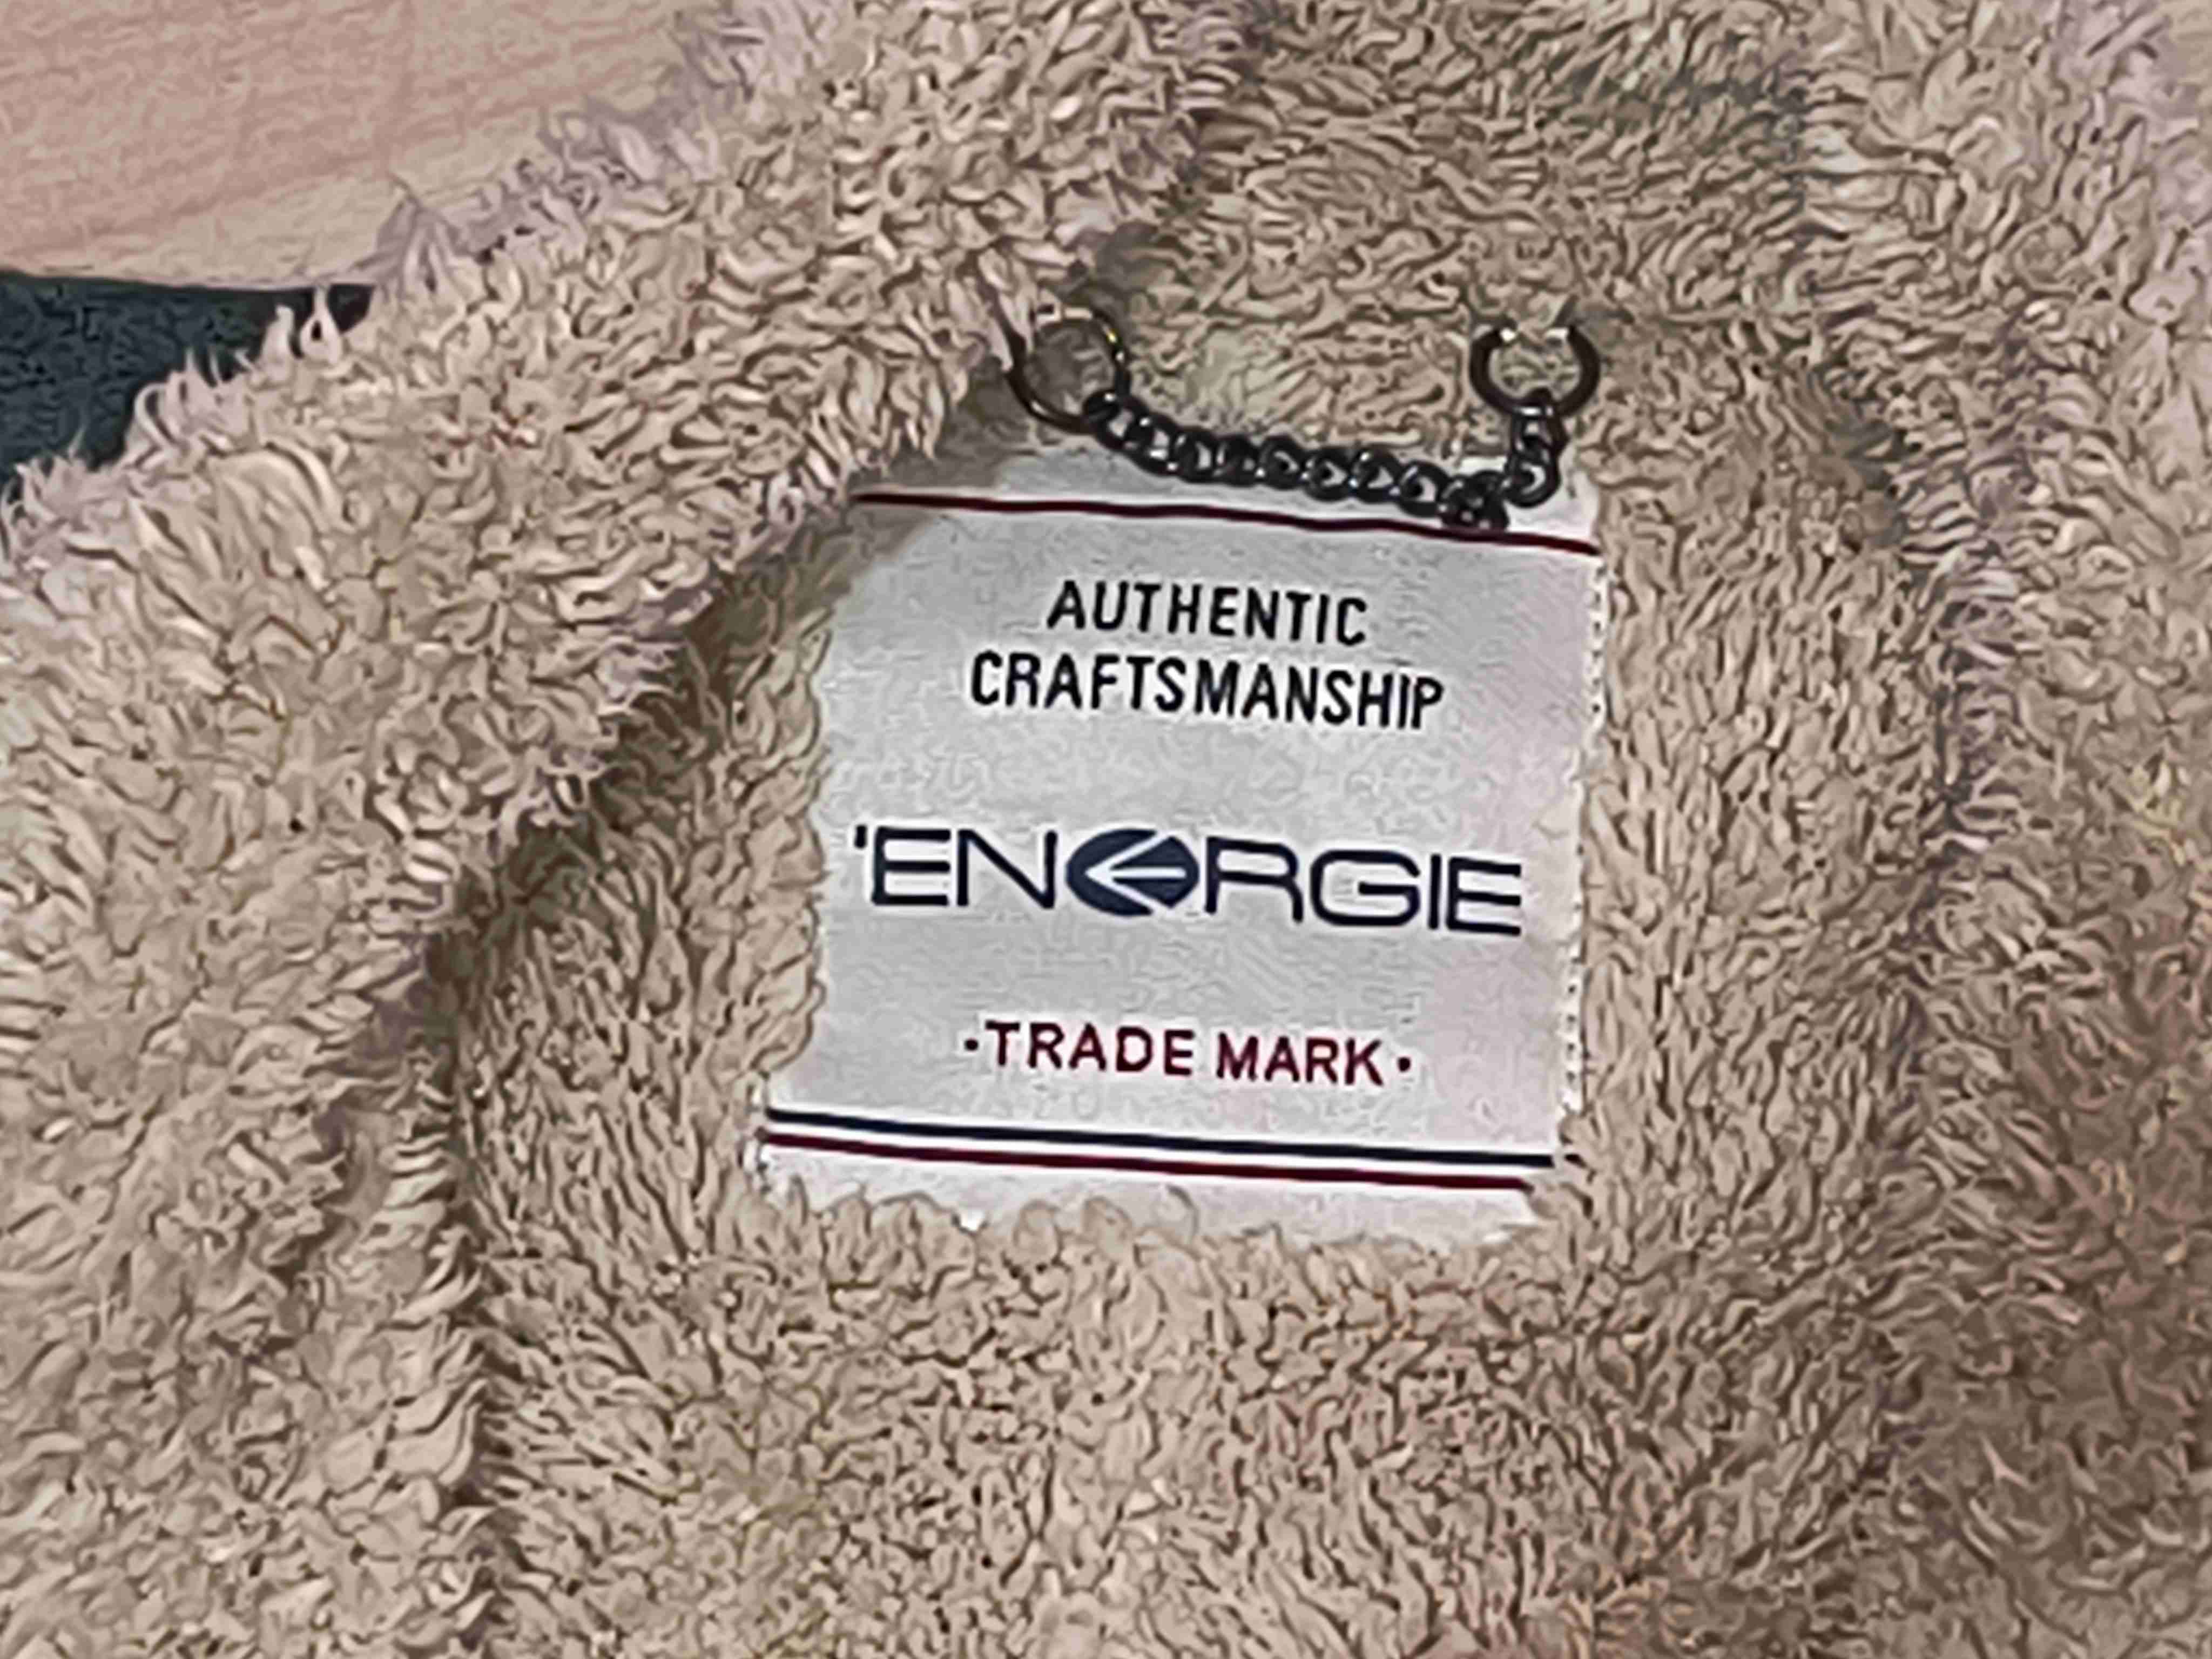 AUTHENTIC
CRAFTSMANSHIP
'ENERGIE
·TRADE MARK·